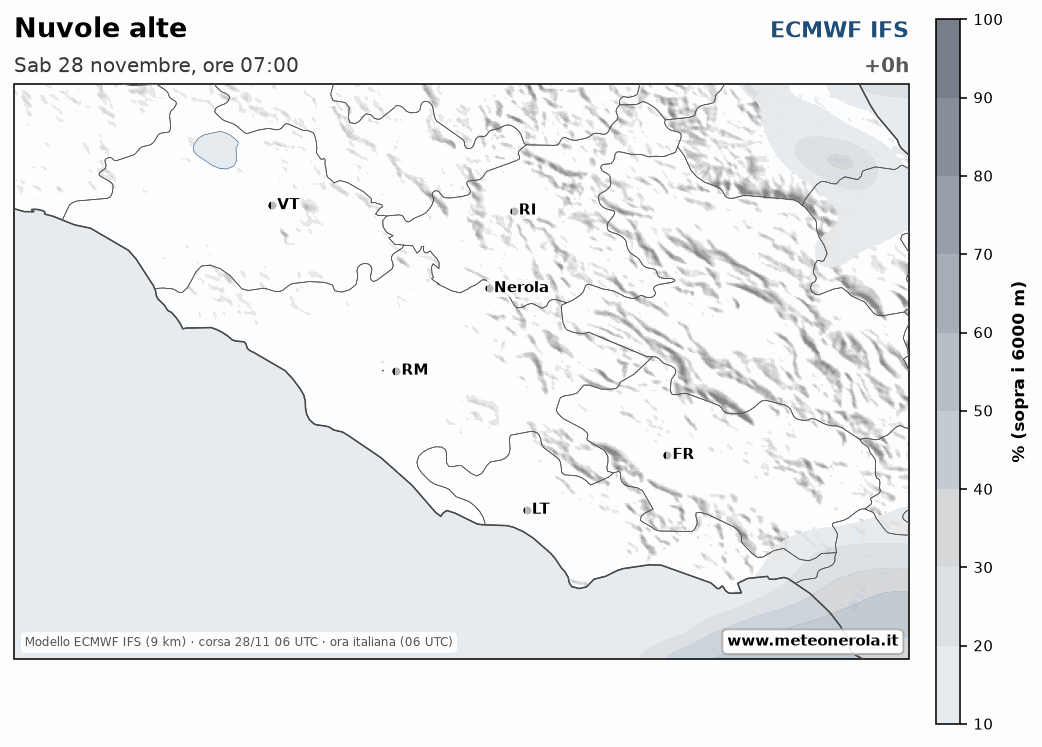 Nuvole alte
ECMWF IFS
Sab 28 novembre, ore 07:00
+0h
100
90
80
70
60
50
40
30
20
10
% (sopra i 6000 m)
VT
RI
Nerola
RM
FR
LT
Modello ECMWF IFS (9 km) · corsa 28/11 06 UTC · ora italiana (06 UTC)
www.meteonerola.it